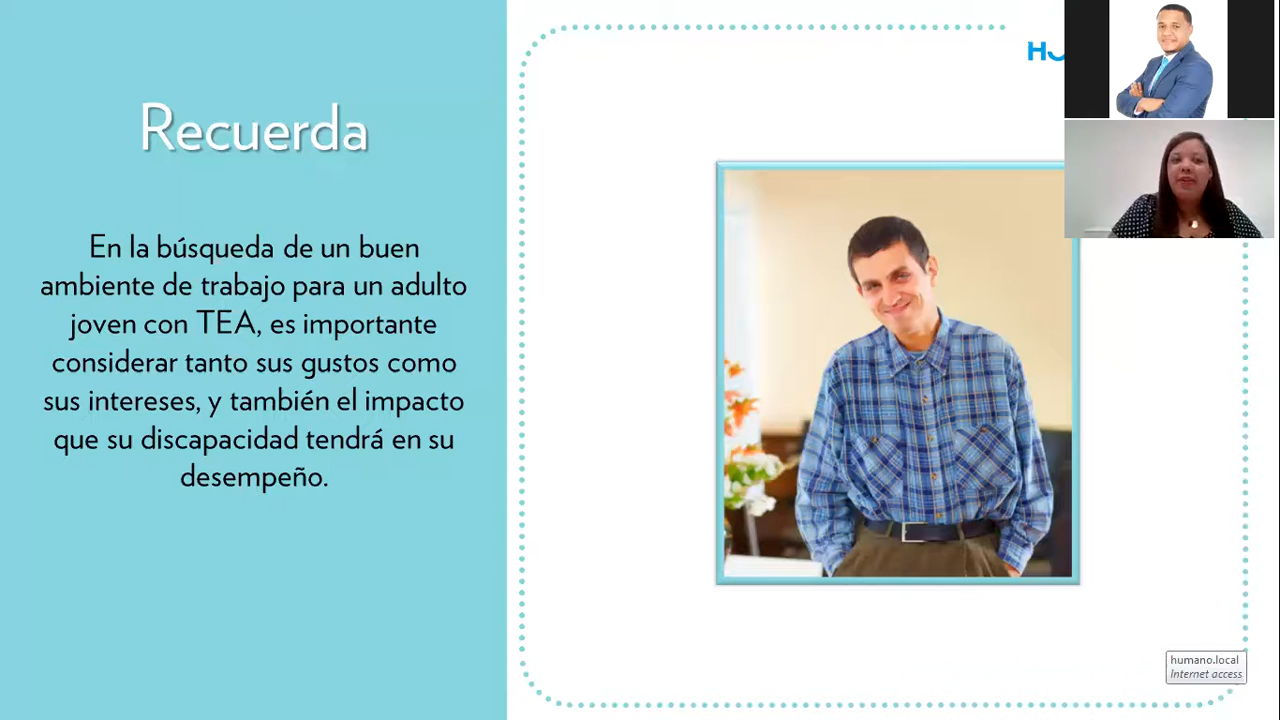 Recuerda
En la búsqueda de un buen
ambiente de trabajo para un adulto
joven con TEA, es importante
considerar tanto sus gustos como
sus intereses, y también el impacto
que su discapacidad tendrá en su
desempeño.
humano.local
Internet access